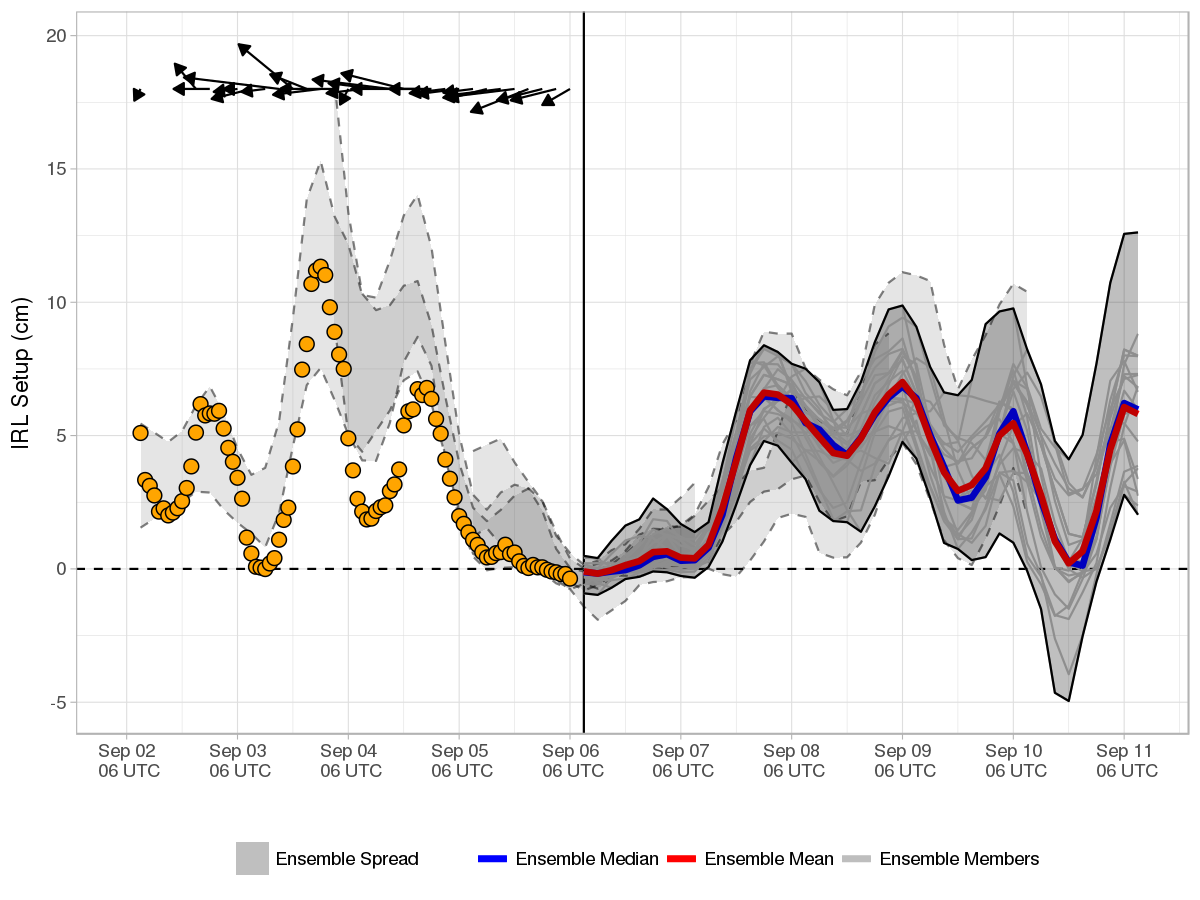 IRL Setup (cm)
20
15
10
5
0
-5
Sep 02 Sep 03 Sep 04 Sep 05 Sep 06 Sep 07 Sep 08 Sep 09 Sep 10 Sep 11
06 UTC 06 UTC 06 UTC 06 UTC 06 UTC 06 UTC 06 UTC 06 UTC 06 UTC 06 UTC
Ensemble Spread Ensemble Median Ensemble Mean Ensemble Members